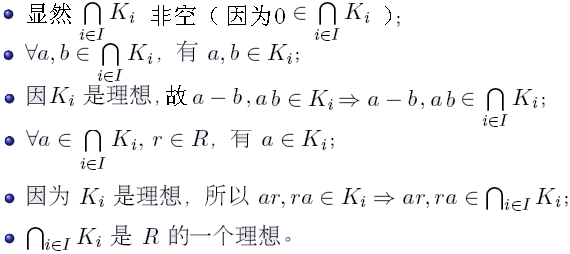 • 显然 $\bigcap_{i \in I} K_i$ 非空 ( 因为 $0 \in \bigcap_{i \in I} K_i$ );
• $\forall a, b \in \bigcap_{i \in I} K_i$, 有 $a, b \in K_i$;
• 因 $K_i$ 是理想, 故 $a - b, ab \in K_i \Rightarrow a - b, ab \in \bigcap_{i \in I} K_i$;
• $\forall a \in \bigcap_{i \in I} K_i$, $r \in R$, 有 $a \in K_i$;
• 因为 $K_i$ 是理想, 所以 $ar, ra \in K_i \Rightarrow ar, ra \in \bigcap_{i \in I} K_i$;
• $\bigcap_{i \in I} K_i$ 是 $R$ 的一个理想。